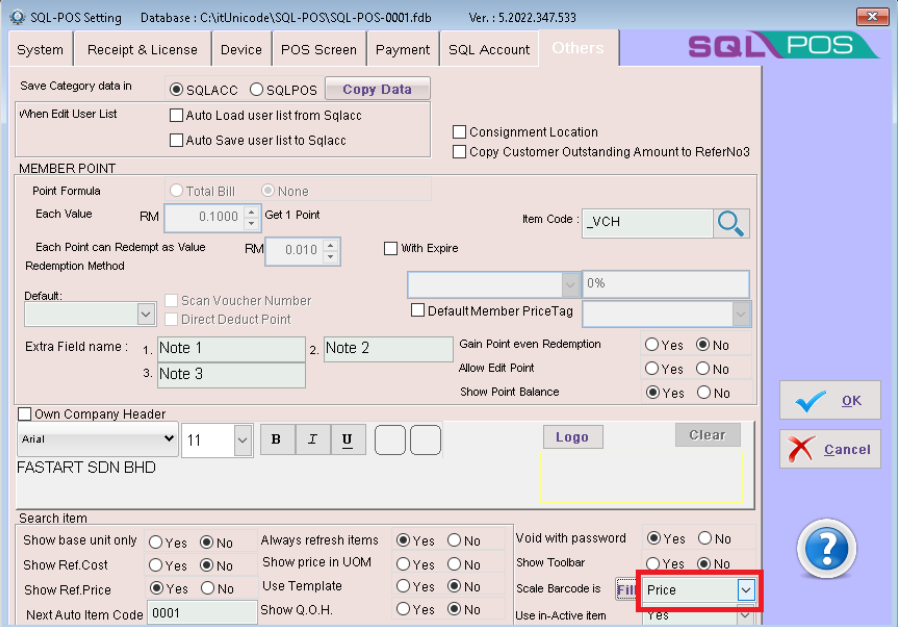 SQL-POS Setting Database : C:\itUnicode\SQL-POS\SQL-POS-0001.fdb Ver. : 5.2022.347.533
System Receipt & License Device POS Screen Payment SQL Account Others SQL POS
Save Category data in SQLACC SQLPOS Copy Data
When Edit User List Auto Load user list from Sqlacc
Auto Save user list to Sqlacc
Consignment Location
Copy Customer Outstanding Amount to ReferNo3
MEMBER POINT
Point Formula Total Bill None
Each Value RM 0.1000 Get 1 Point
Item Code : _VCH
Each Point can Redempt as Value RM 0.010 With Expire
Redemption Method
0%
Default: Scan Voucher Number
Direct Deduct Point
Default Member PriceTag
Extra Field name : 1. Note 1 2. Note 2
3. Note 3
Gain Point even Redemption Yes No
Allow Edit Point Yes No
Show Point Balance Yes No
OK
Cancel
Own Company Header
Arial 11 B I U Logo Clear
FASTART SDN BHD
Search item
Show base unit only Yes No Always refresh items Yes No Void with password Yes No
Show Ref.Cost Yes No Show price in UOM Yes No Show Toolbar Yes No
Show Ref.Price Yes No Use Template Yes No Scale Barcode is Fill Price
Next Auto Item Code 0001 Show Q.O.H. Yes No Use in-Active item Yes
?